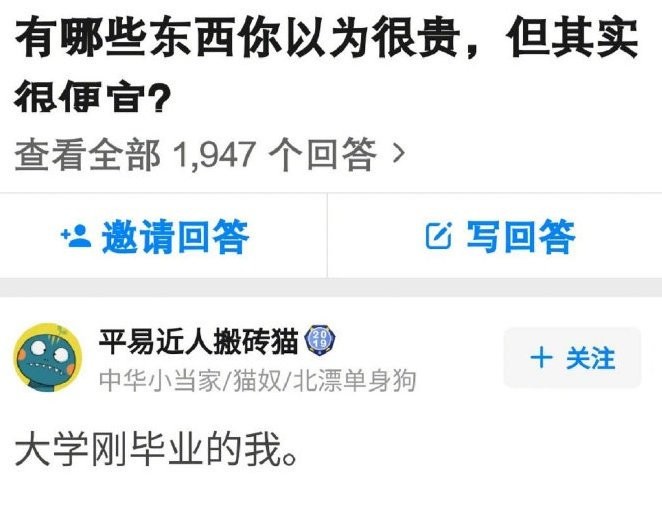 有哪些东西你以为很贵，但其实
很便宜？
查看全部 1,947 个回答 >
邀请回答
写回答
平易近人搬砖猫 2019
+ 关注
中华小当家/猫奴/北漂单身狗
大学刚毕业的我。